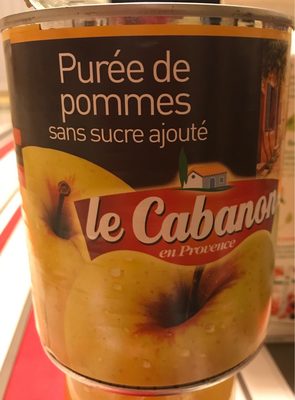 Purée de
pommes
sans sucre ajouté
le Cabanon
en Provence